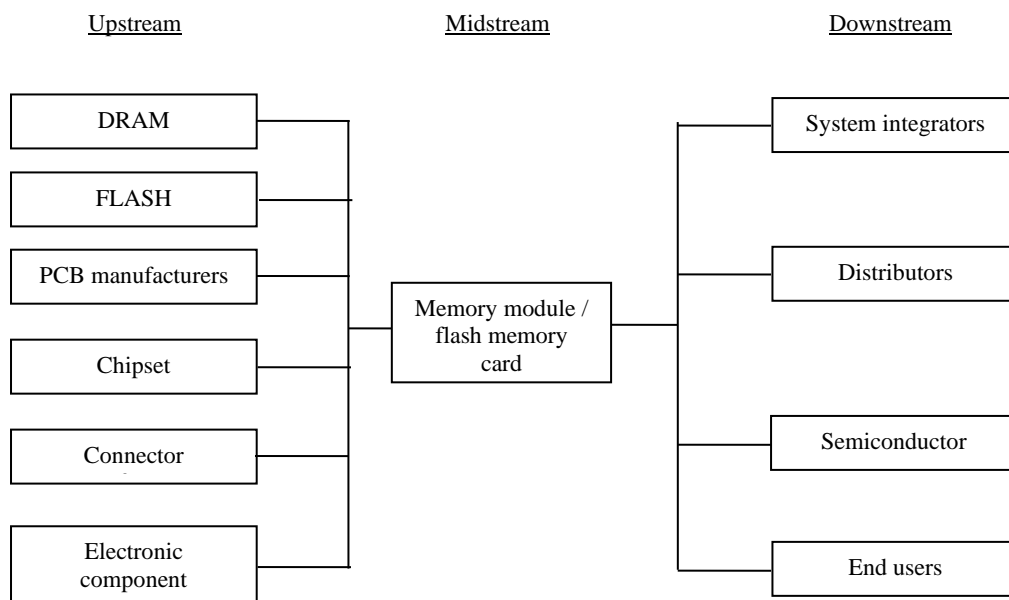 Upstream
Midstream
Downstream
DRAM
FLASH
PCB manufacturers
Chipset
Connector
Electronic
component
Memory module /
flash memory
card
System integrators
Distributors
Semiconductor
End users